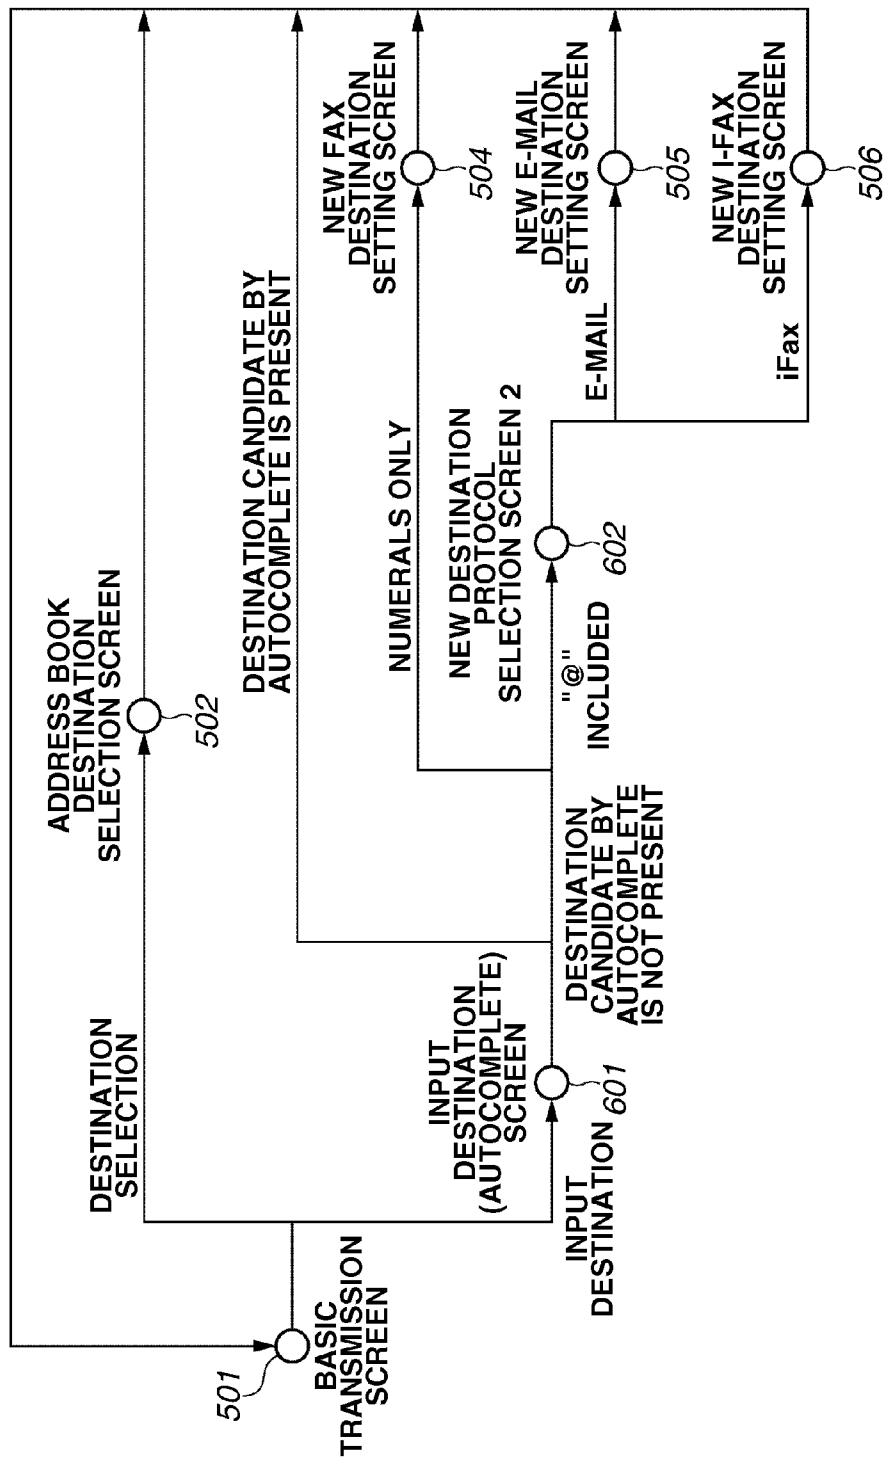 501
BASIC
TRANSMISSION
SCREEN
DESTINATION
SELECTION
ADDRESS BOOK
DESTINATION
SELECTION SCREEN
502
INPUT
DESTINATION
INPUT
DESTINATION
(AUTOCOMPLETE)
SCREEN
601
DESTINATION CANDIDATE BY
AUTOCOMPLETE IS PRESENT
DESTINATION
CANDIDATE BY
AUTOCOMPLETE
IS NOT PRESENT
NUMERALS ONLY
"@"
INCLUDED
NEW DESTINATION
PROTOCOL
SELECTION SCREEN 2
602
NEW FAX
DESTINATION
SETTING SCREEN
504
E-MAIL
NEW E-MAIL
DESTINATION
SETTING SCREEN
505
iFax
NEW I-FAX
DESTINATION
SETTING SCREEN
506